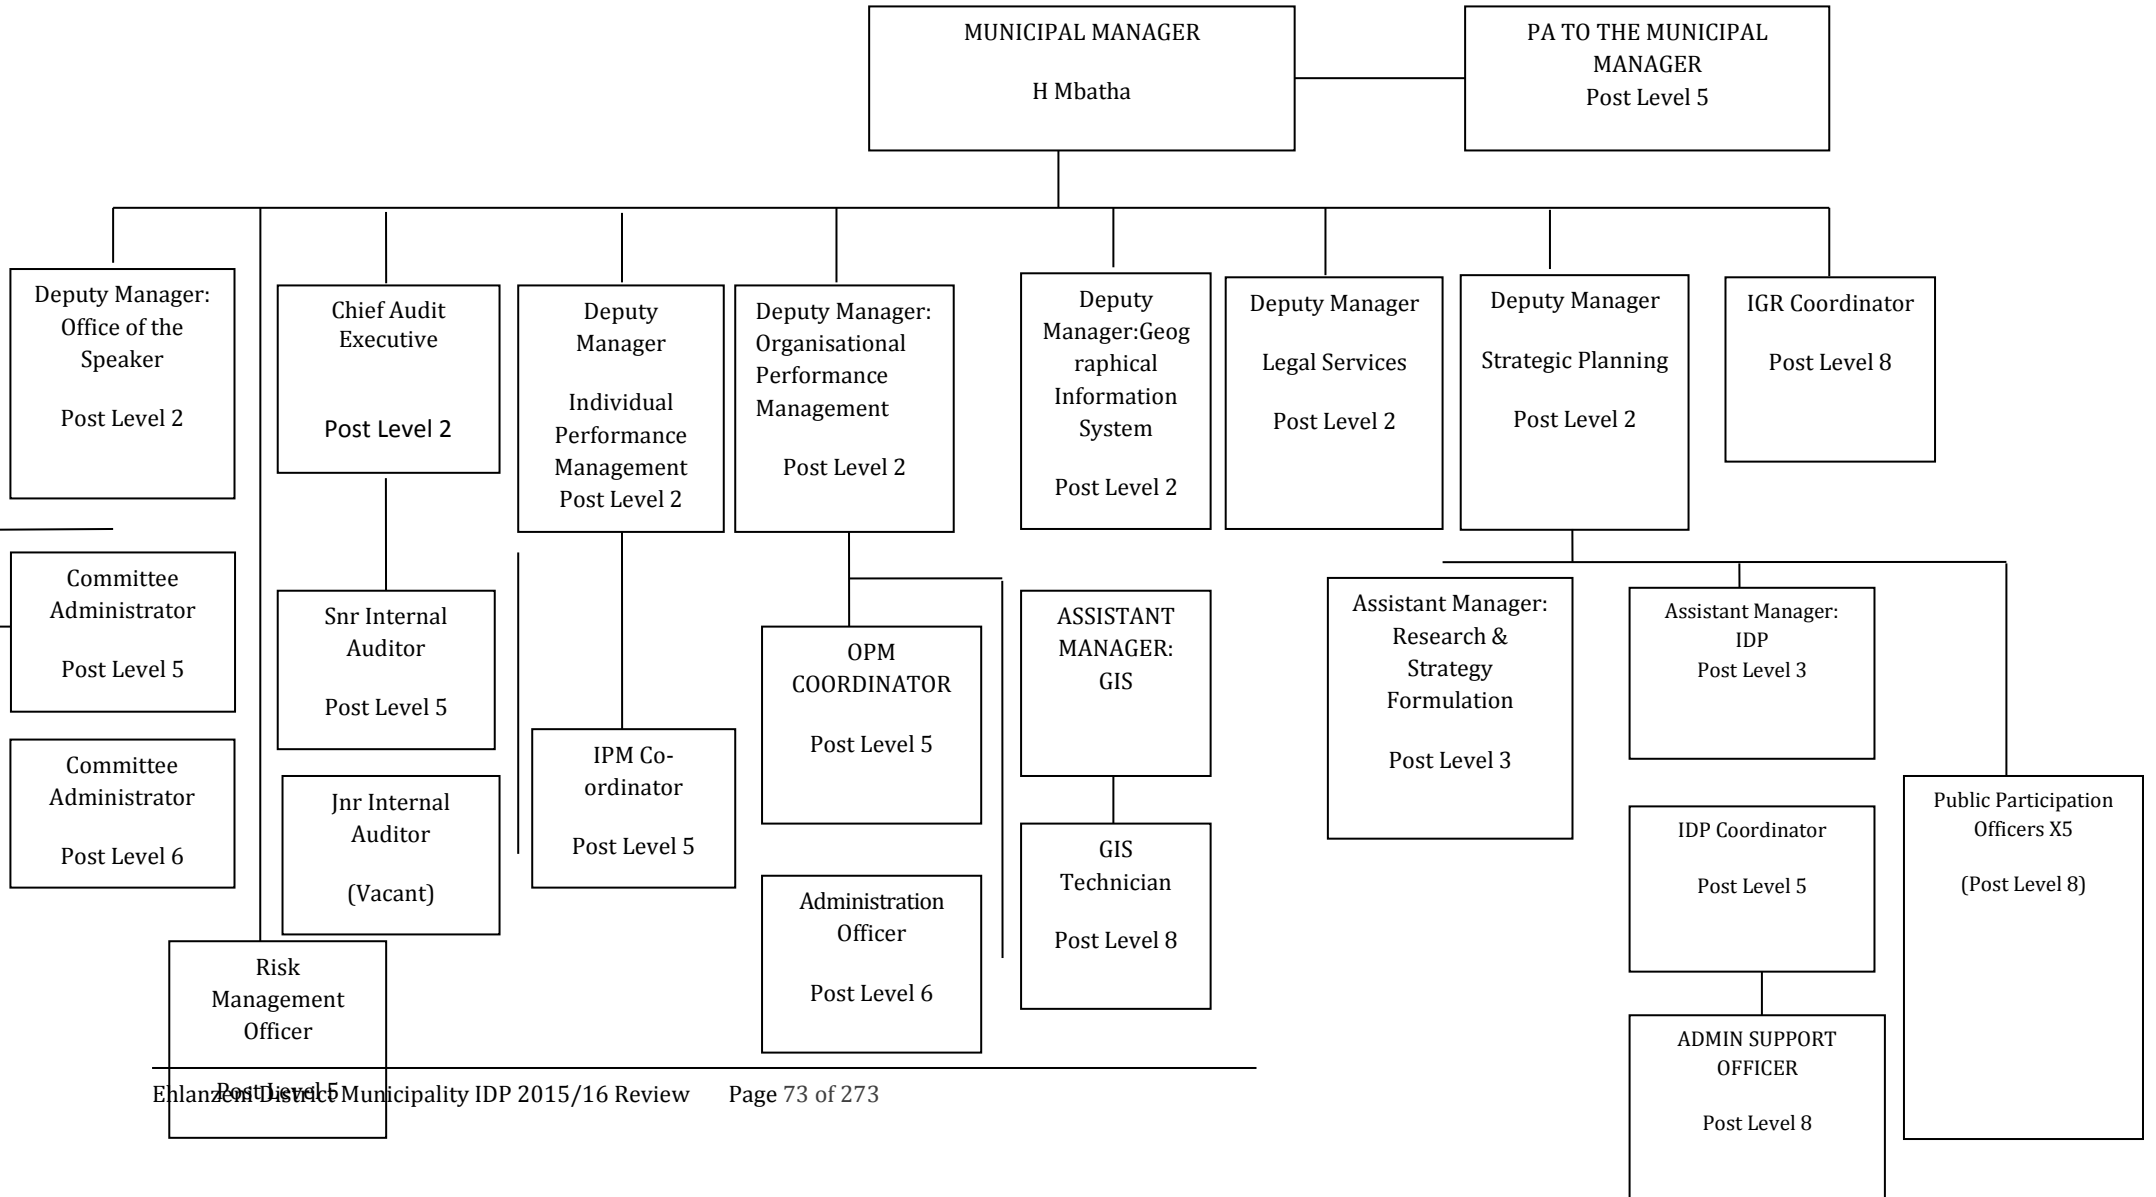 MUNICIPAL MANAGER
H Mbatha
PA TO THE MUNICIPAL
MANAGER
Post Level 5
Deputy Manager:
Office of the
Speaker
Post Level 2
Chief Audit
Executive
Post Level 2
Deputy
Manager
Individual
Performance
Management
Post Level 2
Deputy Manager:
Organisational
Performance
Management
Post Level 2
Deputy
Manager:Geog
raphical
Information
System
Post Level 2
Deputy Manager
Legal Services
Post Level 2
Deputy Manager
Strategic Planning
Post Level 2
IGR Coordinator
Post Level 8
Committee
Administrator
Post Level 5
Committee
Administrator
Post Level 6
Snr Internal
Auditor
Post Level 5
Jnr Internal
Auditor
(Vacant)
Risk
Management
Officer
Post Level 5
IPM Co-
ordinator
Post Level 5
OPM
COORDINATOR
Post Level 5
Administration
Officer
Post Level 6
ASSISTANT
MANAGER:
GIS
GIS
Technician
Post Level 8
Assistant Manager:
Research &
Strategy
Formulation
Post Level 3
Assistant Manager:
IDP
Post Level 3
IDP Coordinator
Post Level 5
ADMIN SUPPORT
OFFICER
Post Level 8
Public Participation
Officers X5
(Post Level 8)
Ehlanzeni District Municipality IDP 2015/16 Review Page 73 of 273